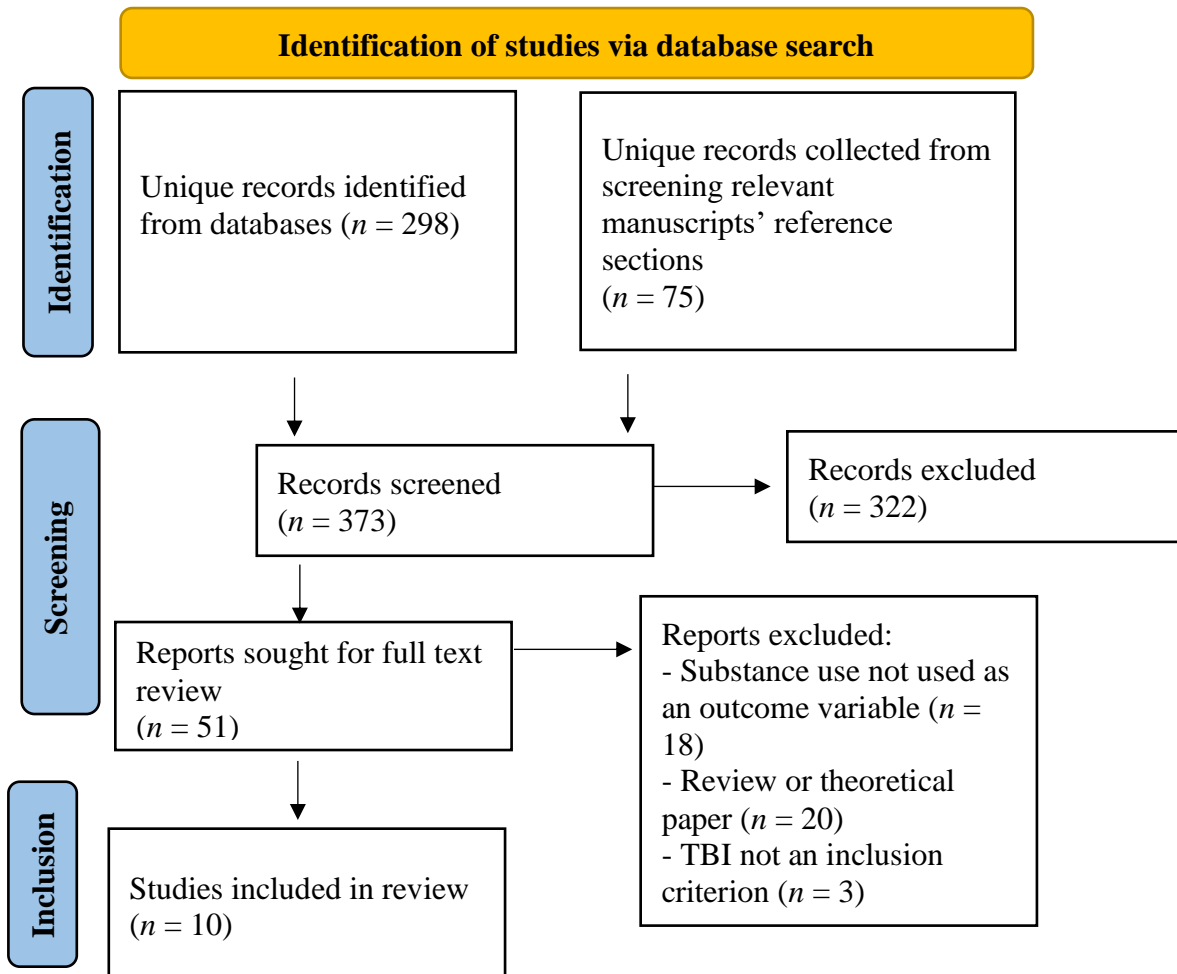 Identification of studies via database search
Identification
Unique records identified
from databases (n = 298)
Unique records collected from
screening relevant
manuscripts’ reference
sections
(n = 75)
Screening
Records screened
(n = 373)
Records excluded
(n = 322)
Reports sought for full text
review
(n = 51)
Reports excluded:
- Substance use not used as
an outcome variable (n =
18)
- Review or theoretical
paper (n = 20)
- TBI not an inclusion
criterion (n = 3)
Inclusion
Studies included in review
(n = 10)